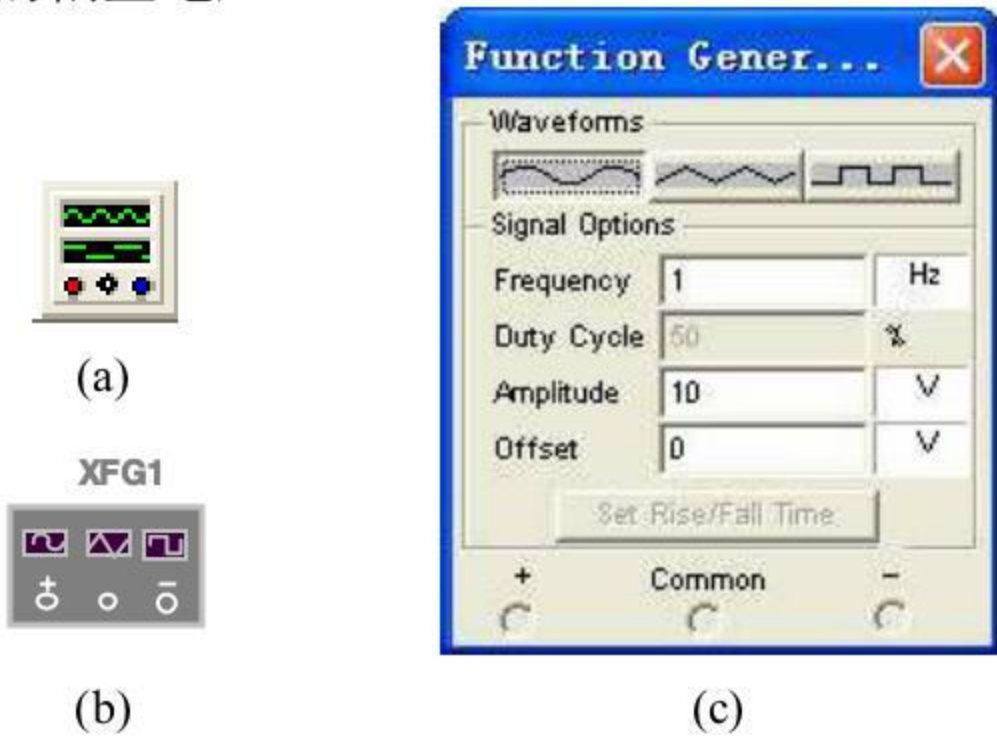 Function Gener...
Waveforms
Signal Options
Frequency 1 Hz
Duty Cycle 50 %
Amplitude 10 V
Offset 0 V
Set Rise/Fall Time
+ Common −
(a)
XFG1
+ −
(b)
(c)